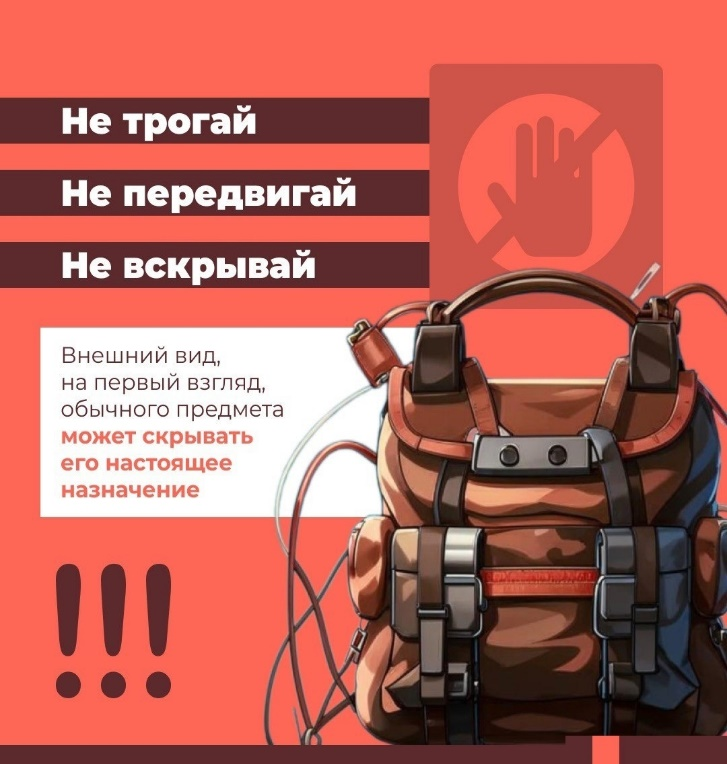 Не трогай
Не передвигай
Не вскрывай
Внешний вид,
на первый взгляд,
обычного предмета
может скрывать
его настоящее
назначение
!!!